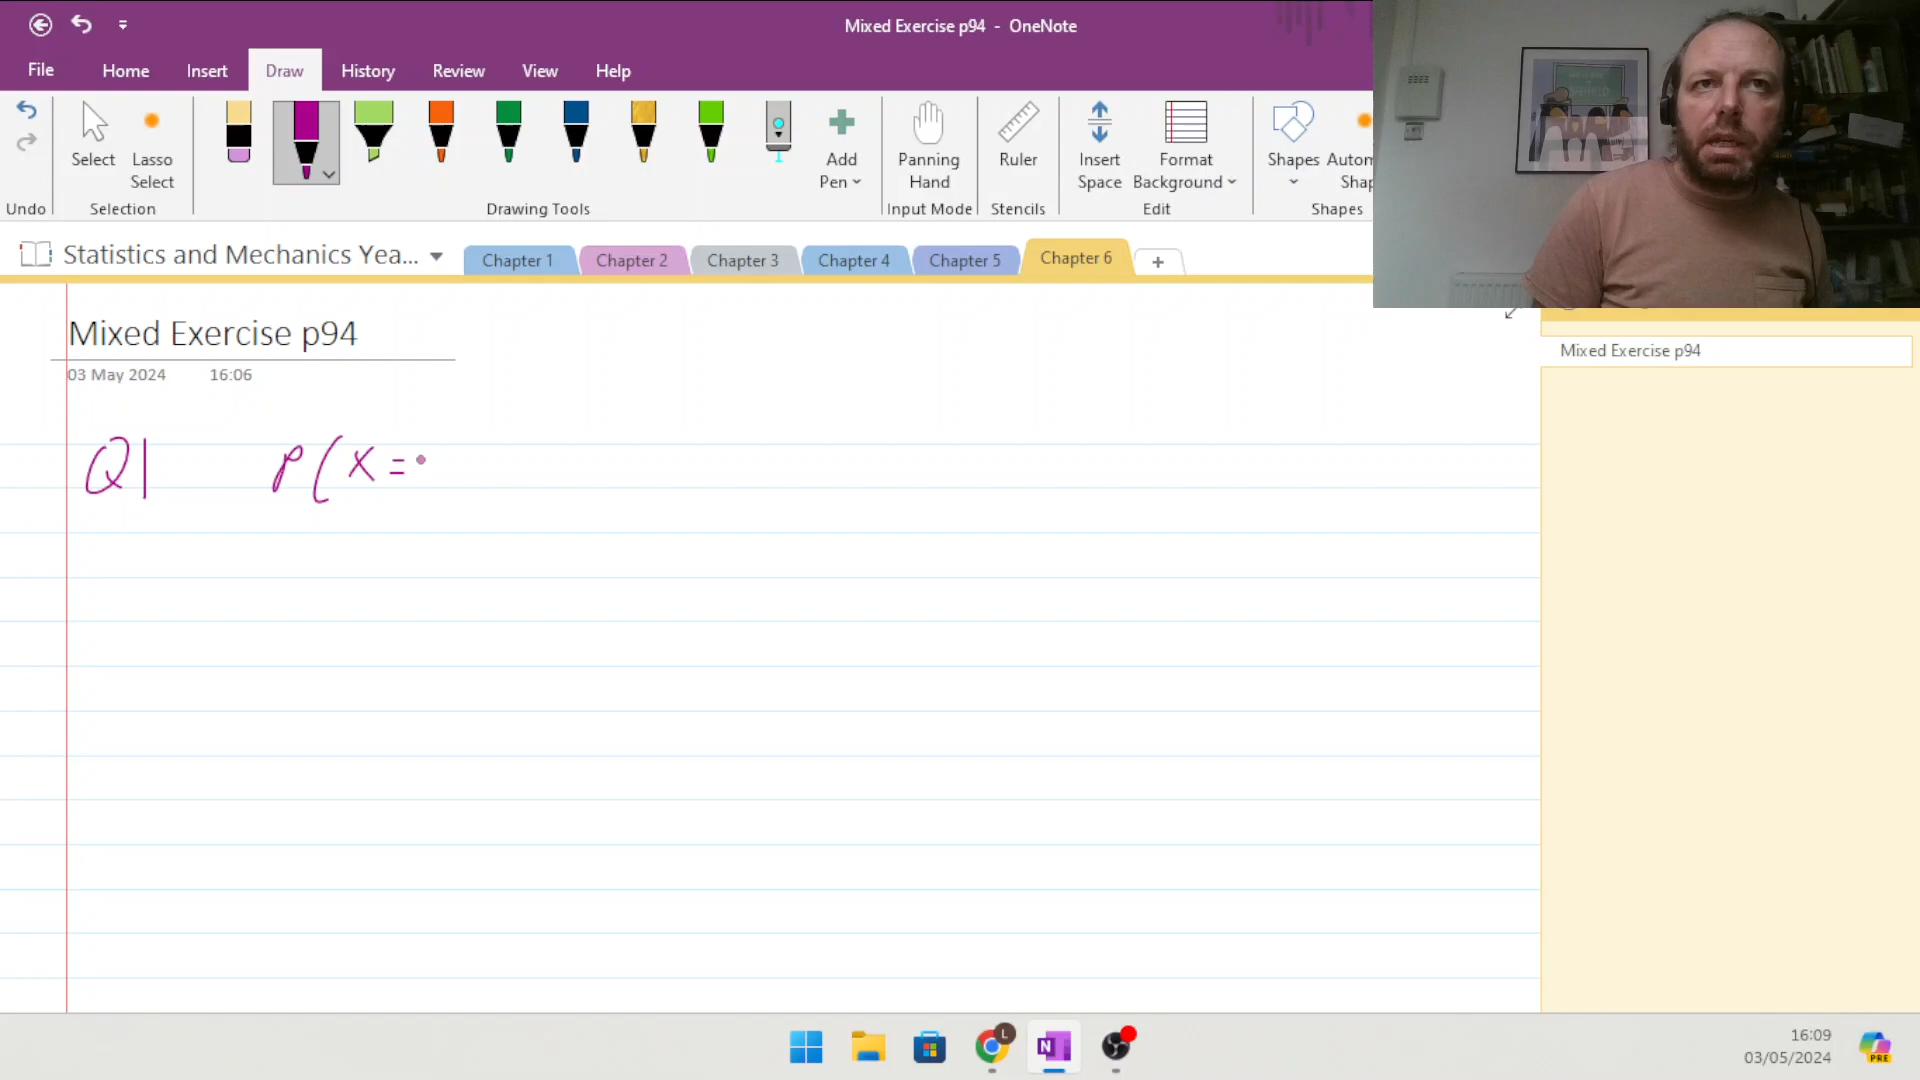 Mixed Exercise p94 - OneNote
File Home Insert Draw History Review View Help
Select
Lasso Select
Add Pen
Panning Hand
Ruler
Insert Space
Format Background
Shapes
Autom Shap
Undo Selection Drawing Tools Input Mode Stencils Edit Shapes
Statistics and Mechanics Yea... Chapter 1 Chapter 2 Chapter 3 Chapter 4 Chapter 5 Chapter 6 +
Mixed Exercise p94
Mixed Exercise p94
03 May 2024 16:06
Q1 P(X=
L
N
PRE
16:09
03/05/2024